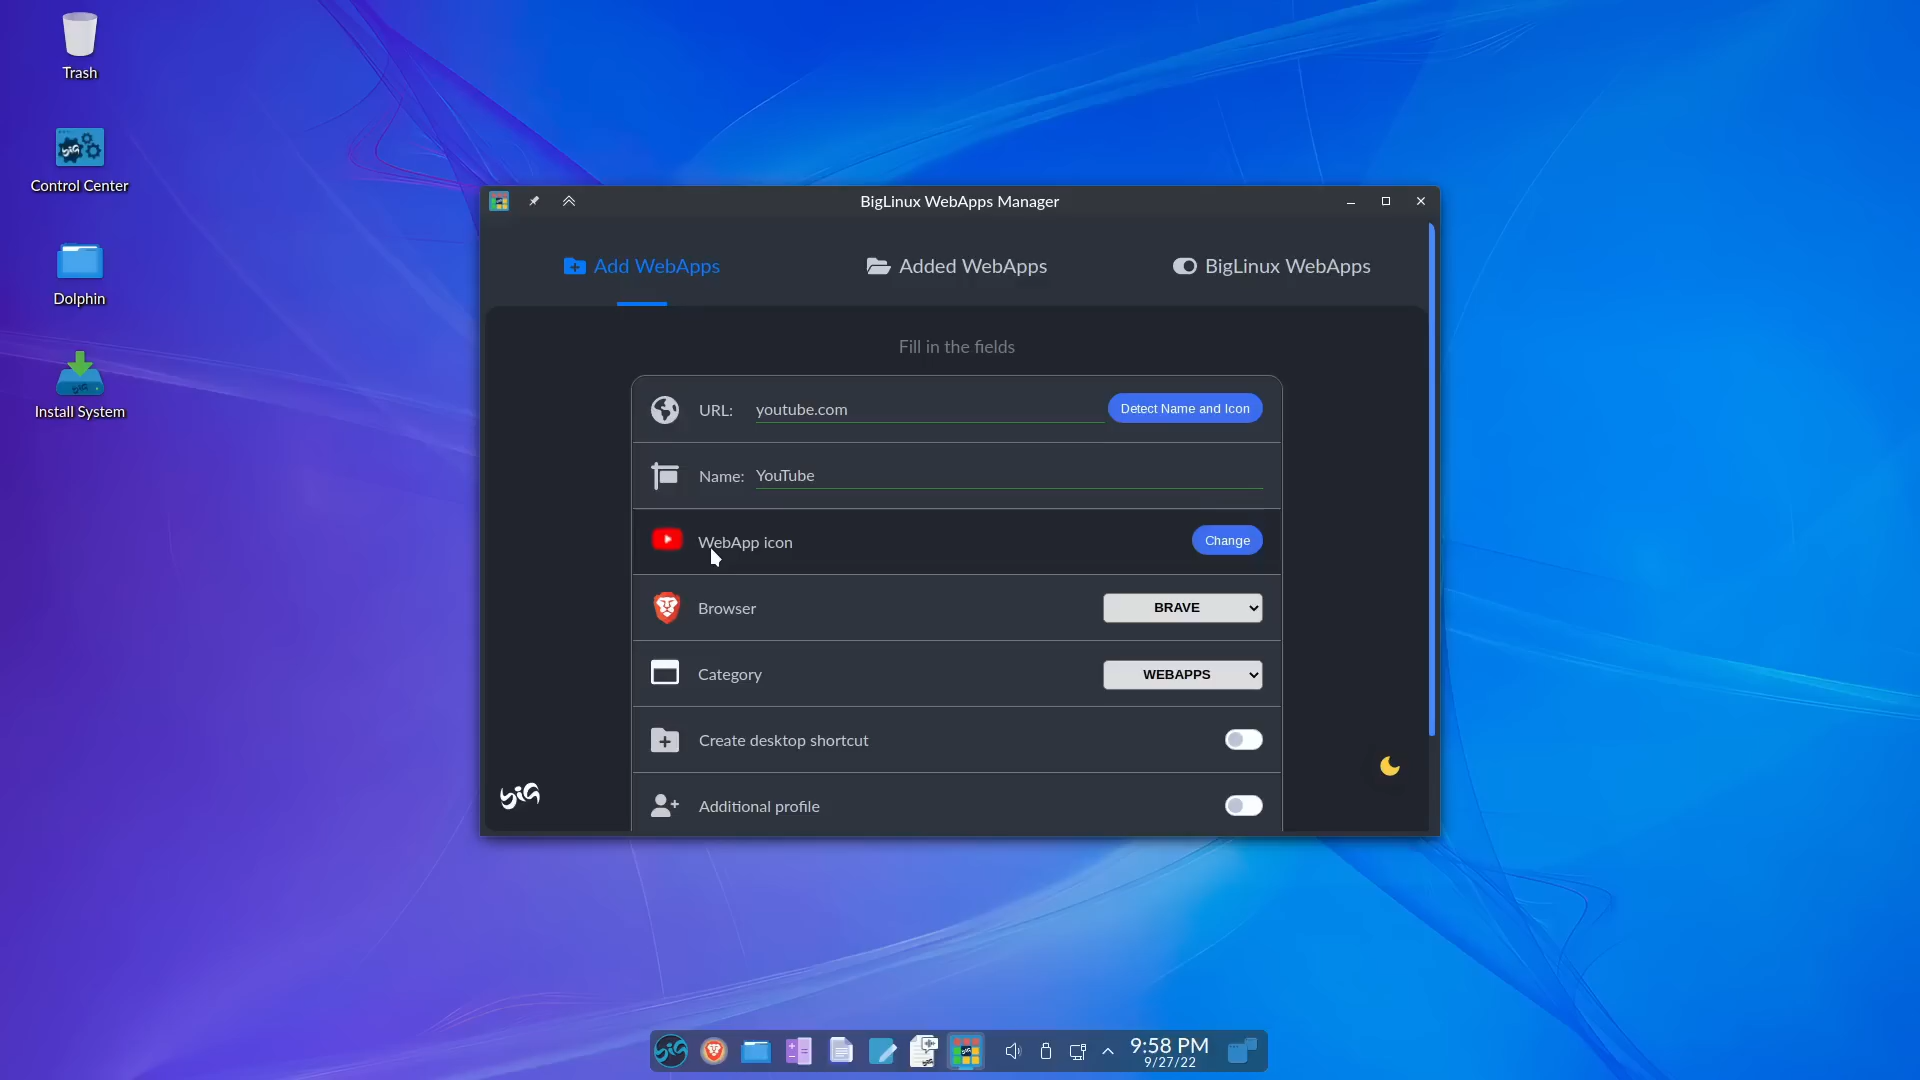 Trash
Control Center
Dolphin
Install System
BigLinux WebApps Manager
Add WebApps
Added WebApps
BigLinux WebApps
Fill in the fields
URL: youtube.com
Detect Name and Icon
Name: YouTube
WebApp icon
Change
Browser
BRAVE
Category
WEBAPPS
Create desktop shortcut
Additional profile
big
9:58 PM
9/27/22